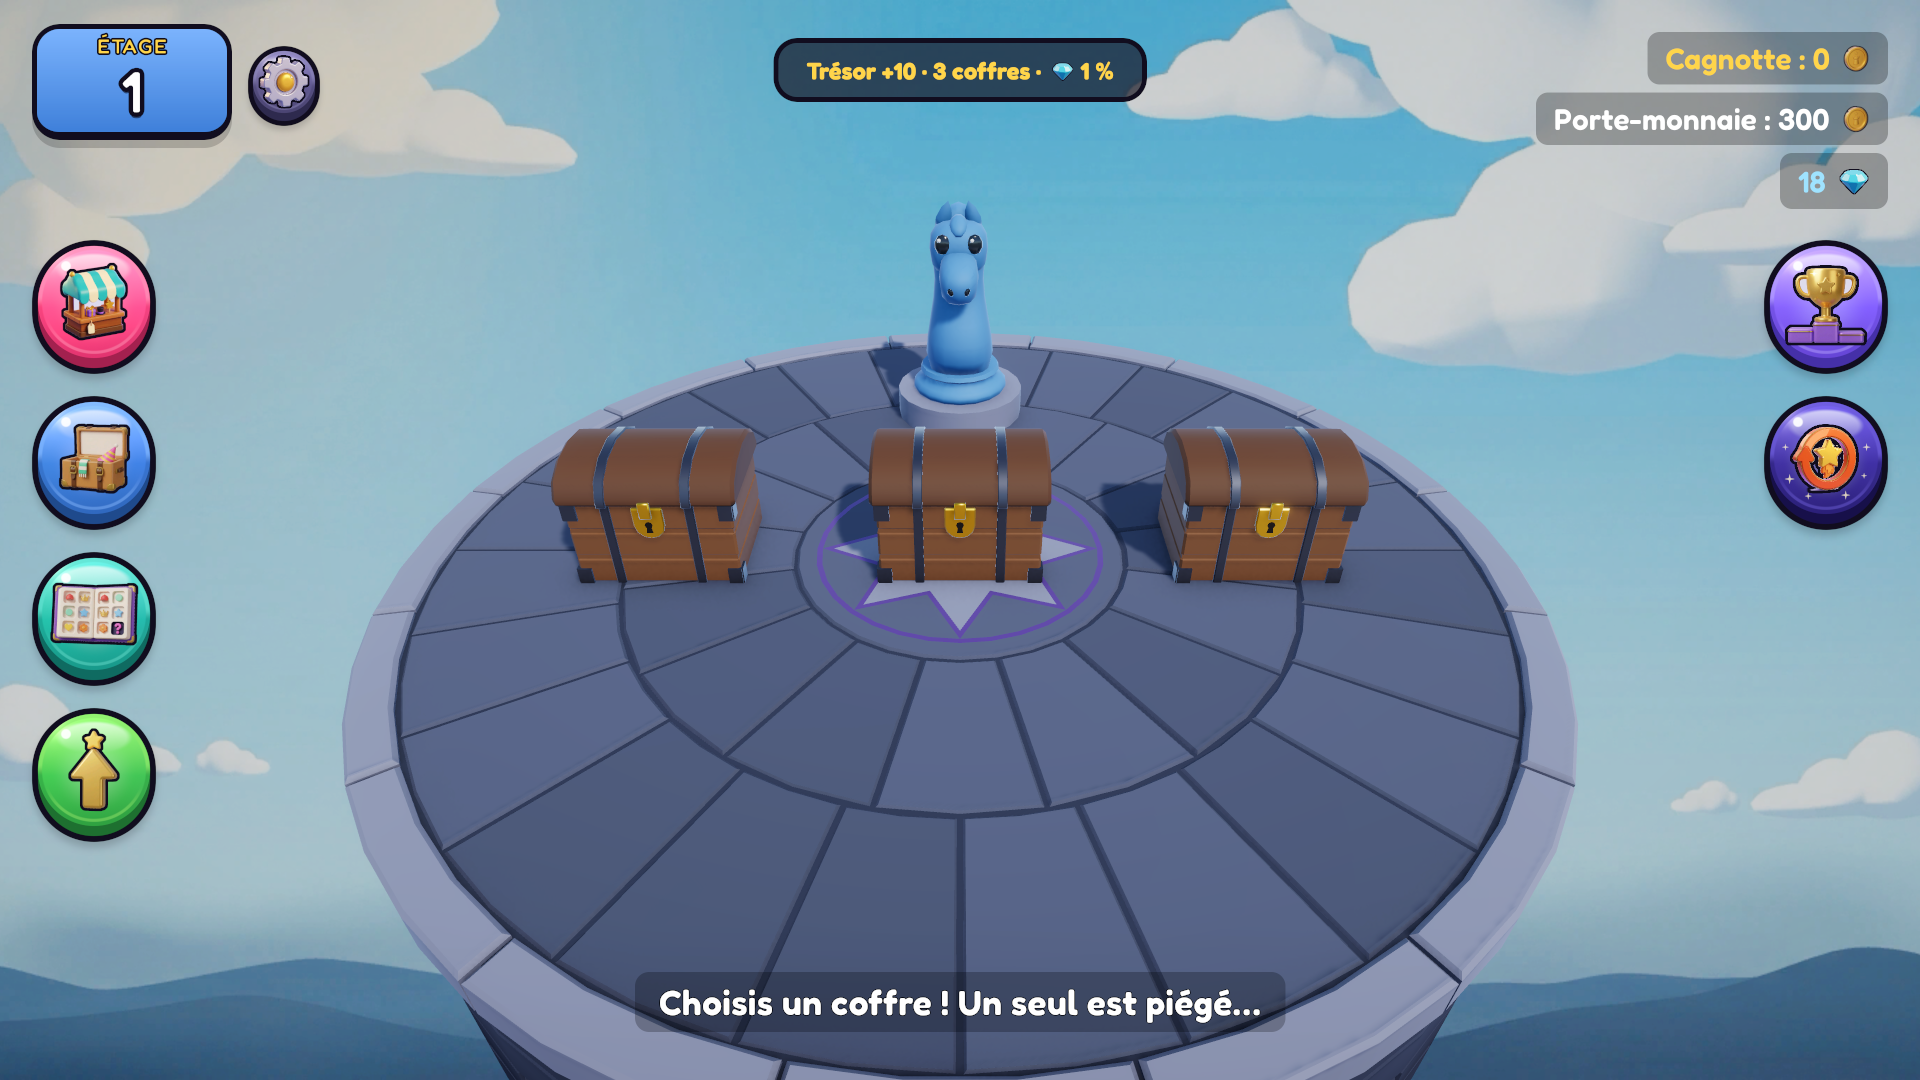 ÉTAGE
1
Trésor +10 · 3 coffres · 1 %
Cagnotte : 0
Porte-monnaie : 300
18
?
Choisis un coffre ! Un seul est piégé...